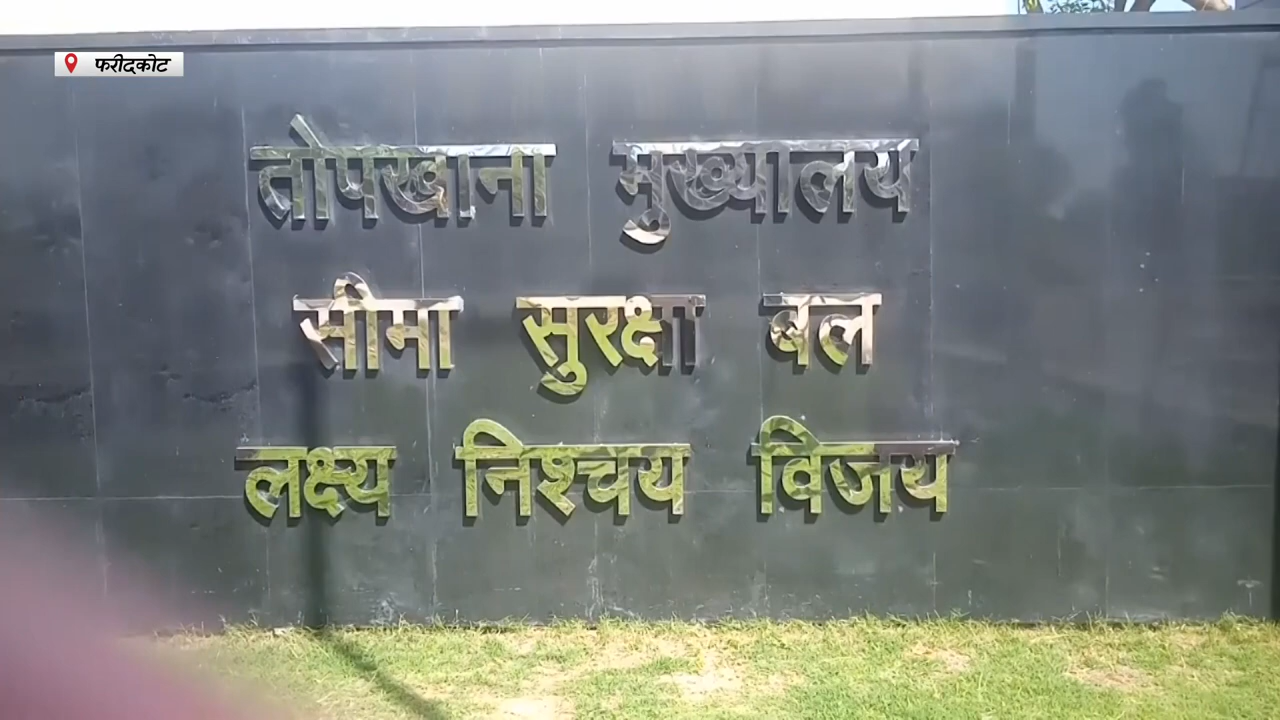 फरीदकोट
तोपखाना मुख्यालय
सीमा सुरक्षा बल
लक्ष्य निश्चय विजय